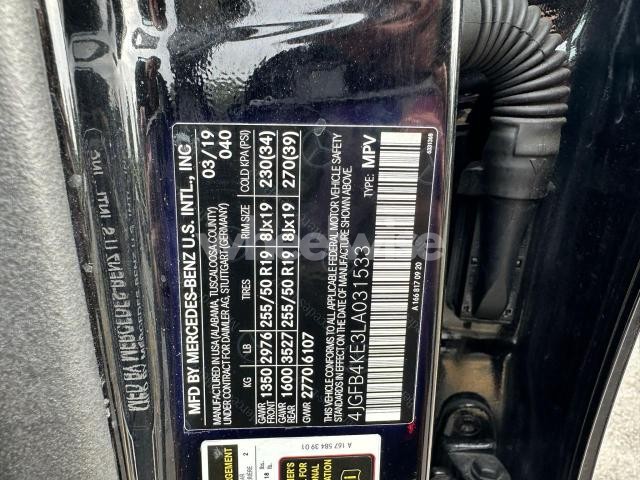 MFD BY MERCEDES-BENZ U.S. INTL., INC.
MANUFACTURED IN USA (ALABAMA, TUSCALOOSA COUNTY) 03/19
UNDER CONTRACT FOR DAIMLER AG, STUTTGART (GERMANY) 040
KG LB TIRES RIM SIZE COLD KPA(PSI)
GAWR FRONT 1350 2976 255/50 R19 8Jx19 230(34)
GAWR REAR 1600 3527 255/50 R19 8Jx19 270(39)
GVWR 2770 6107
THIS VEHICLE CONFORMS TO ALL APPLICABLE FEDERAL MOTOR VEHICLE SAFETY
STANDARDS IN EFFECT ON THE DATE OF MANUFACTURE SHOWN ABOVE.
4JGFB4KE3LA031533 TYPE: MPV
A 166 817 09 20
A 167 584 39 01
2